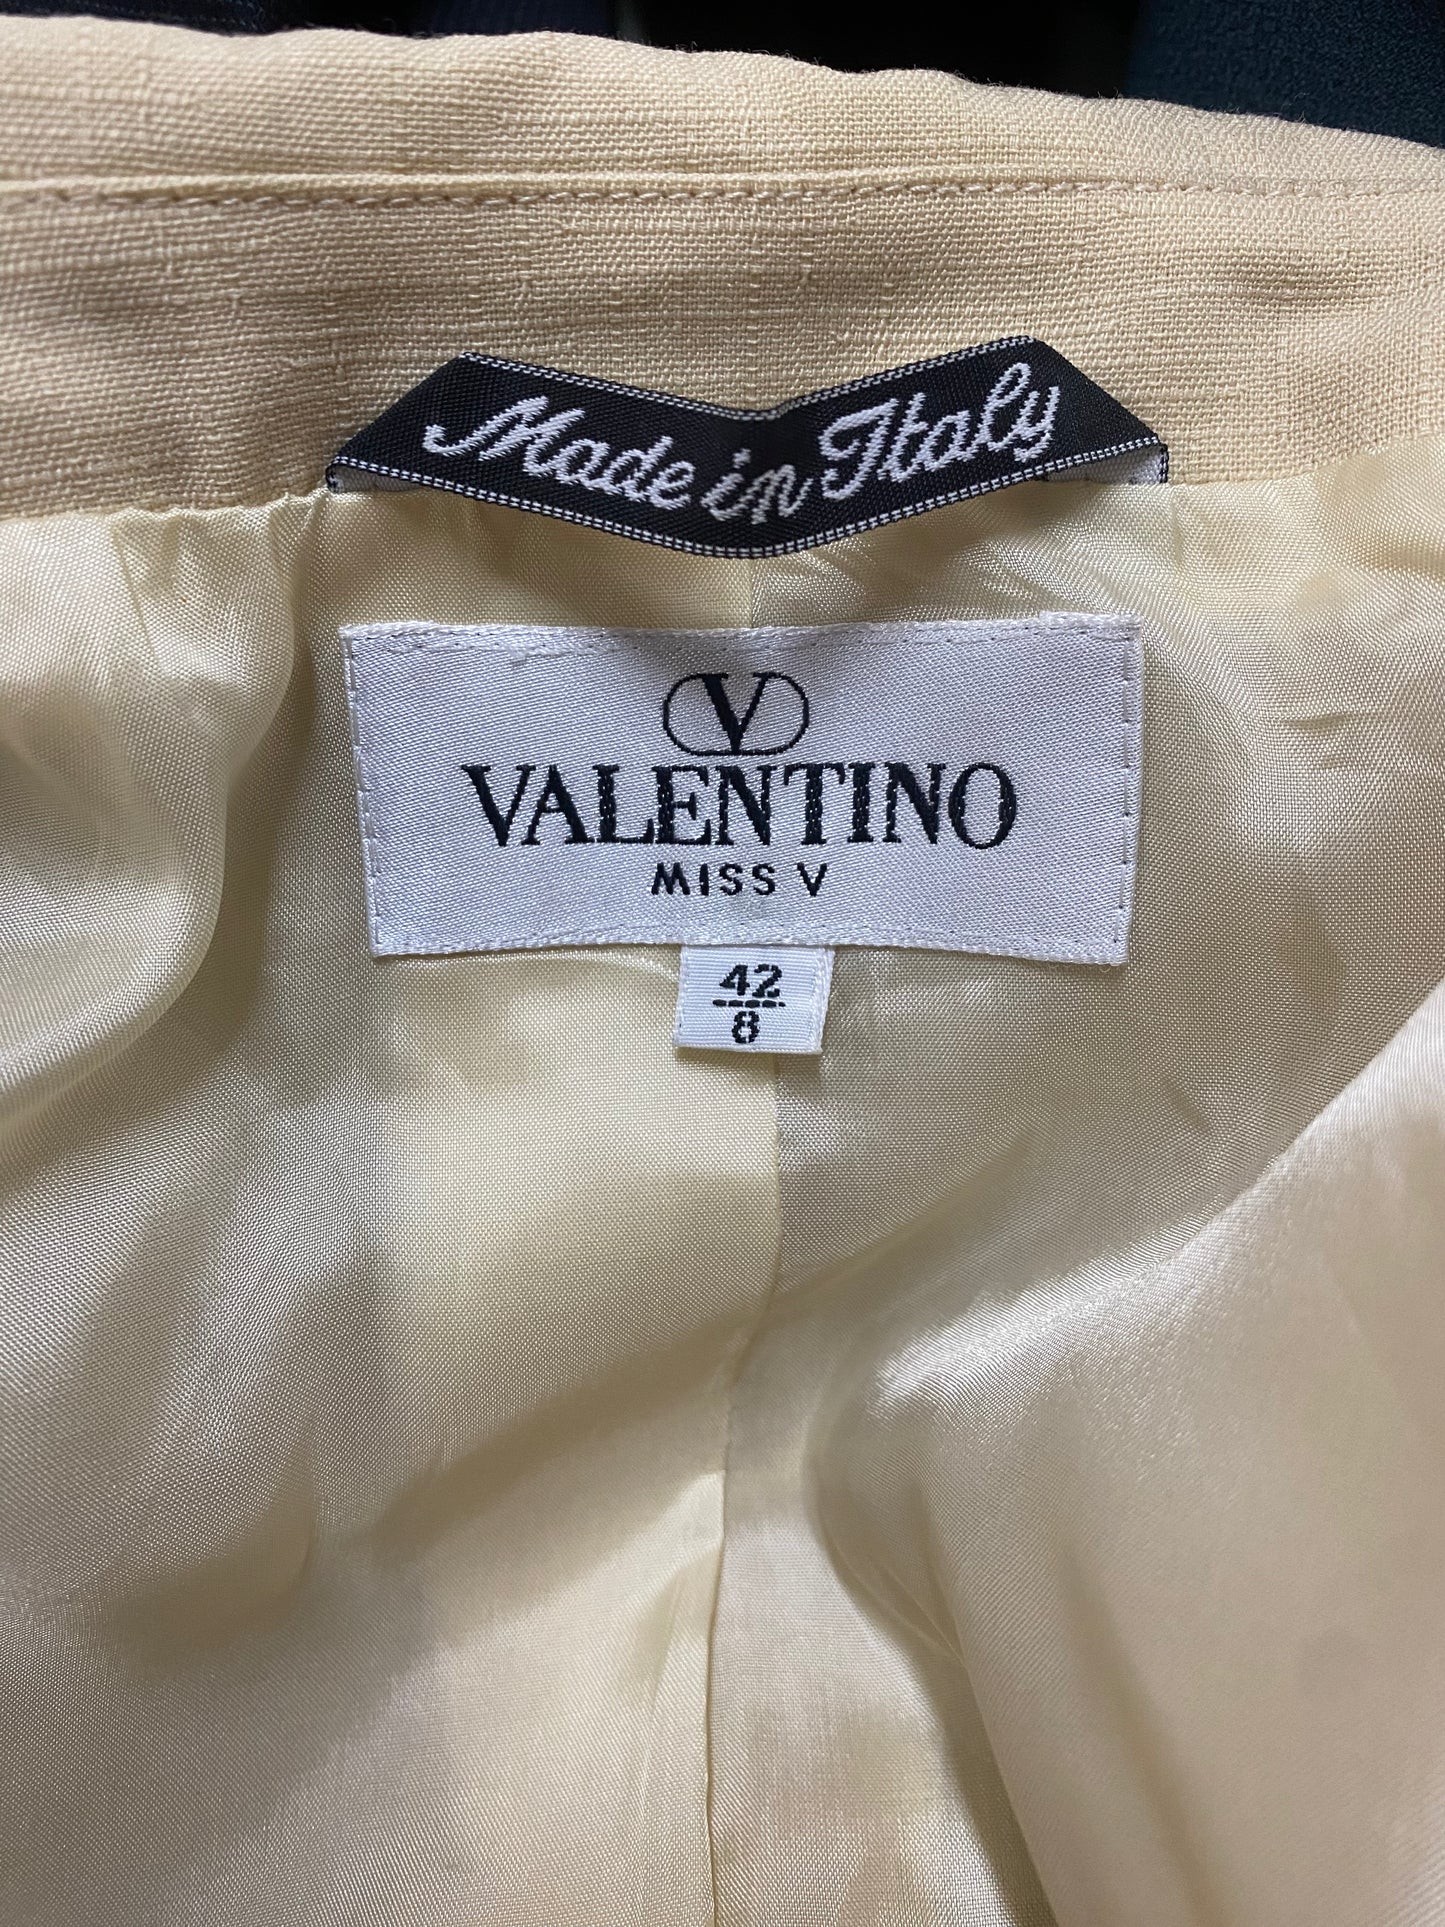 Made in Italy
V
VALENTINO
MISS V
42
8